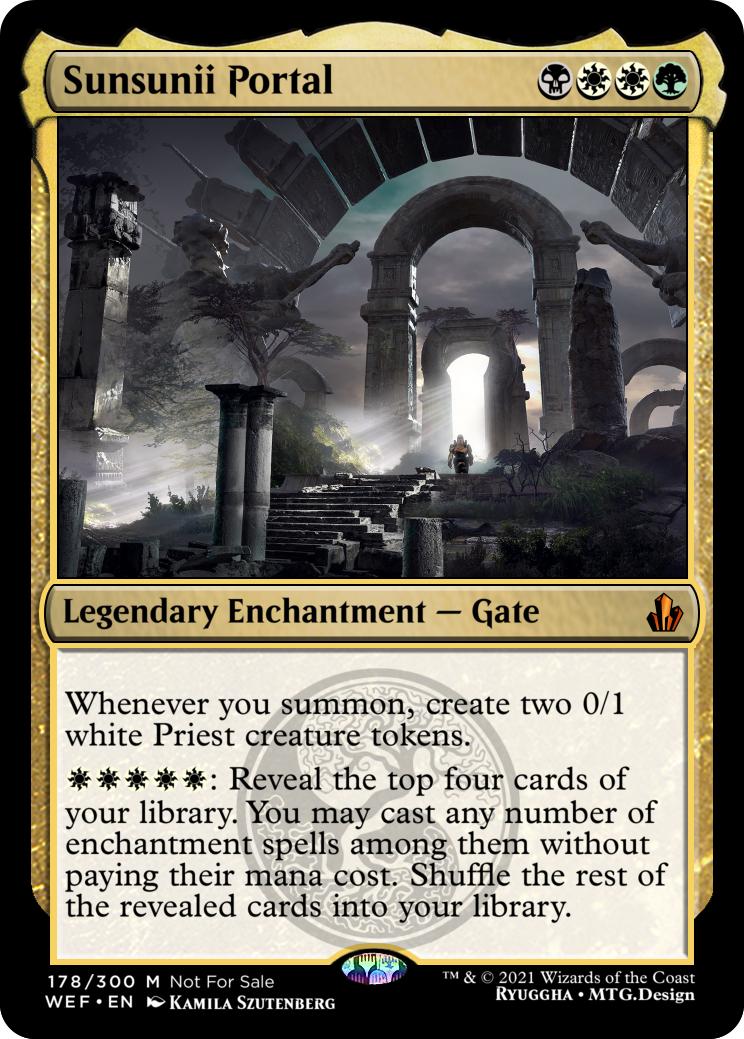 Sunsunii Portal
Legendary Enchantment — Gate
Whenever you summon, create two 0/1
white Priest creature tokens.
: Reveal the top four cards of
your library. You may cast any number of
enchantment spells among them without
paying their mana cost. Shuffle the rest of
the revealed cards into your library.
178/300 M Not For Sale
WEF • EN Kamila Szutenberg
™ & © 2021 Wizards of the Coast
Ryuggha • MTG.Design